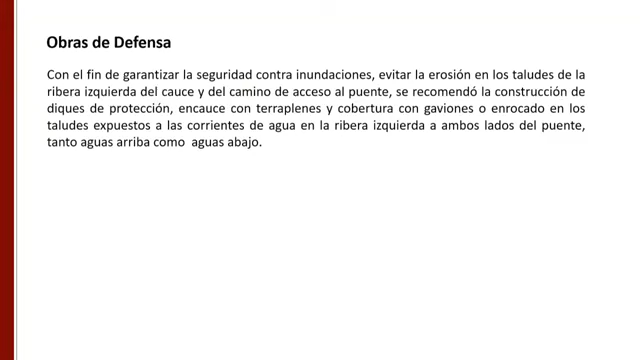 Obras de Defensa
Con el fin de garantizar la seguridad contra inundaciones, evitar la erosión en los taludes de la
ribera izquierda del cauce y del camino de acceso al puente, se recomendó la construcción de
diques de protección, encauce con terraplenes y cobertura con gaviones o enrocado en los
taludes expuestos a las corrientes de agua en la ribera izquierda a ambos lados del puente,
tanto aguas arriba como aguas abajo.